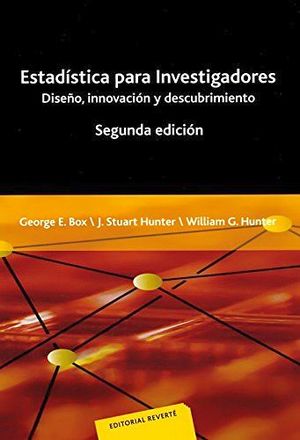 Estadística para Investigadores
Diseño, innovación y descubrimiento
Segunda edición
George E. Box \ J. Stuart Hunter \ William G. Hunter
EDITORIAL REVERTÉ